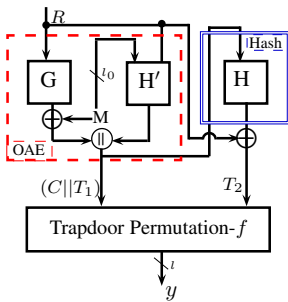 R
Hash
G
l₀
H′
H
M
||
OAE
(C||T₁)
T₂
Trapdoor Permutation-f
l
y